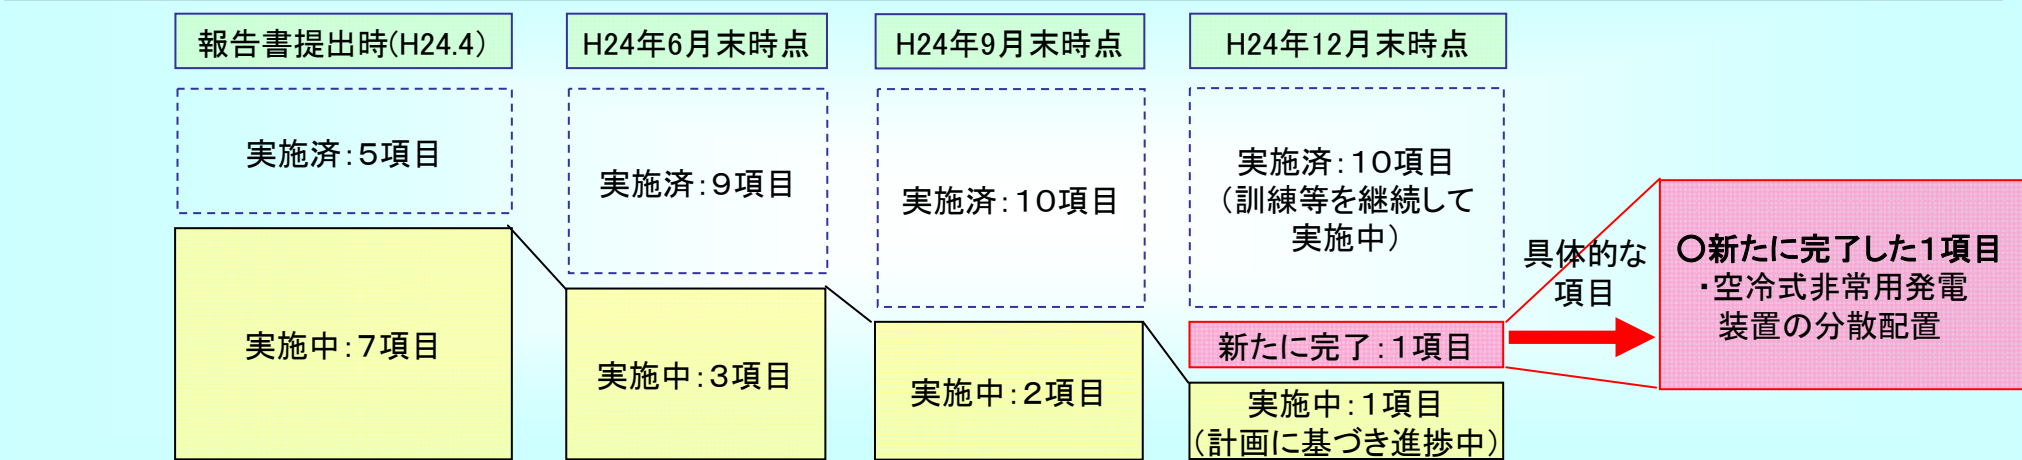 報告書提出時(H24.4)
実施済:5項目
実施中:7項目
H24年6月末時点
実施済:9項目
実施中:3項目
H24年9月末時点
実施済:10項目
実施中:2項目
H24年12月末時点
実施済:10項目
(訓練等を継続して
実施中)
新たに完了:1項目
実施中:1項目
(計画に基づき進捗中)
具体的な
項目
○新たに完了した1項目
・空冷式非常用発電
装置の分散配置